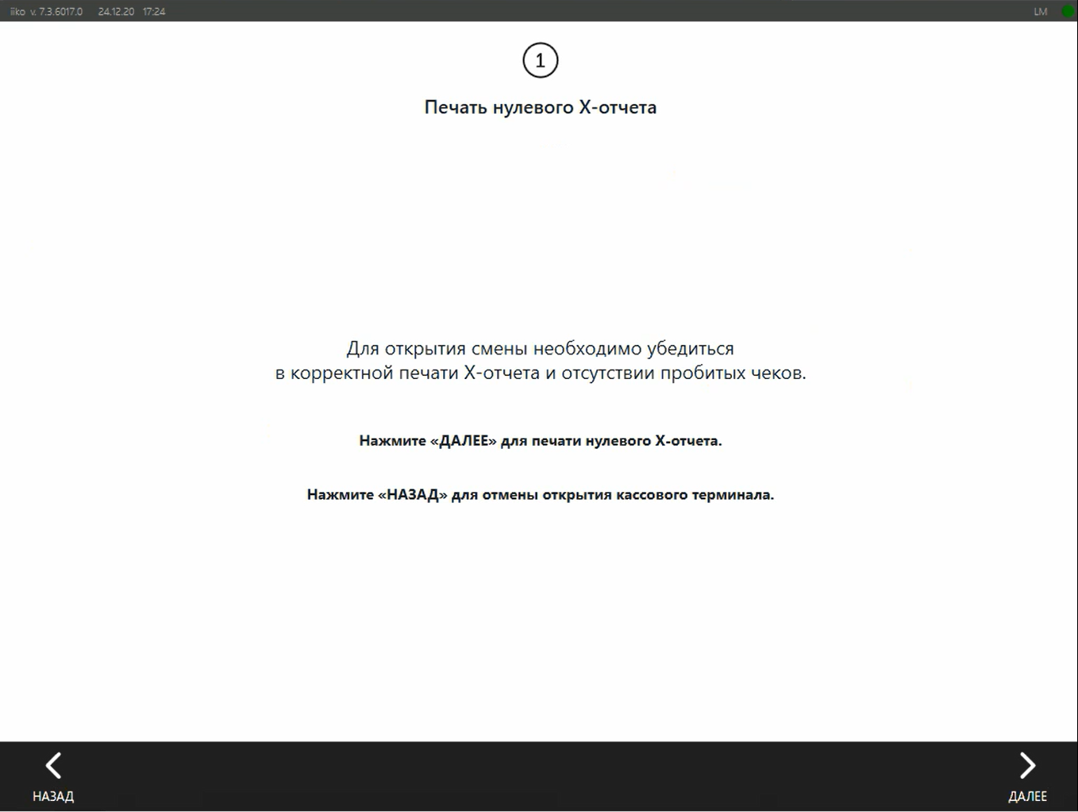 iiko v. 7.3.6017.0 24.12.20 17:24 LM
1
Печать нулевого X-отчета
Для открытия смены необходимо убедиться
в корректной печати X-отчета и отсутствии пробитых чеков.
Нажмите «ДАЛЕЕ» для печати нулевого X-отчета.
Нажмите «НАЗАД» для отмены открытия кассового терминала.
НАЗАД ДАЛЕЕ